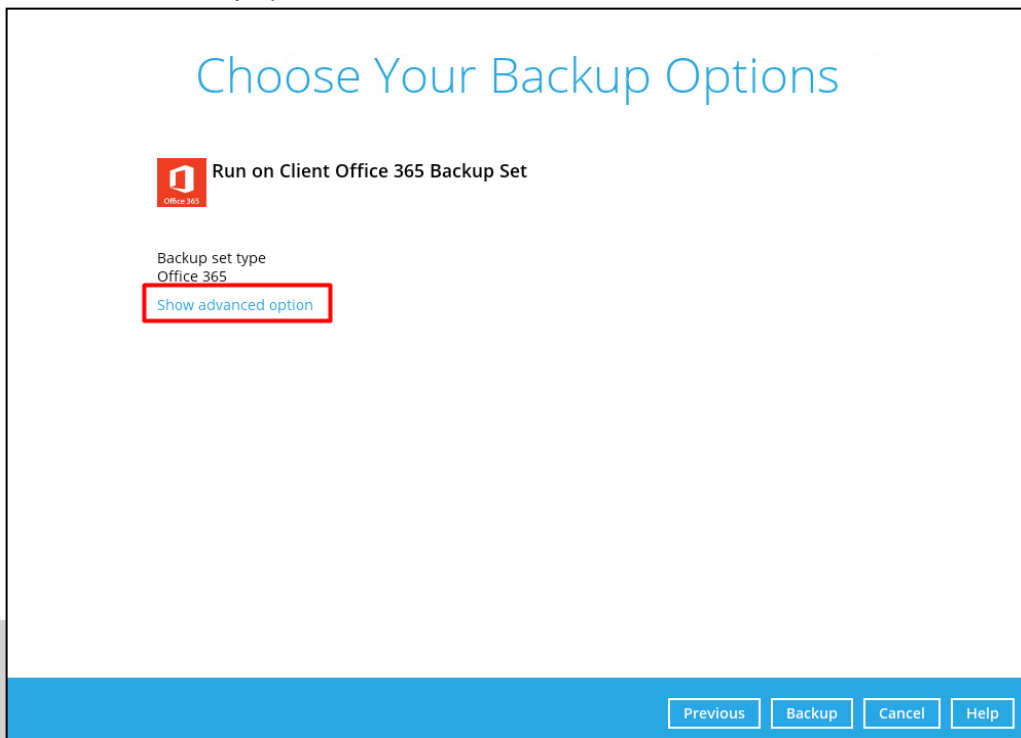 Choose Your Backup Options
Run on Client Office 365 Backup Set
Office 365
Backup set type
Office 365
Show advanced option
Previous Backup Cancel Help